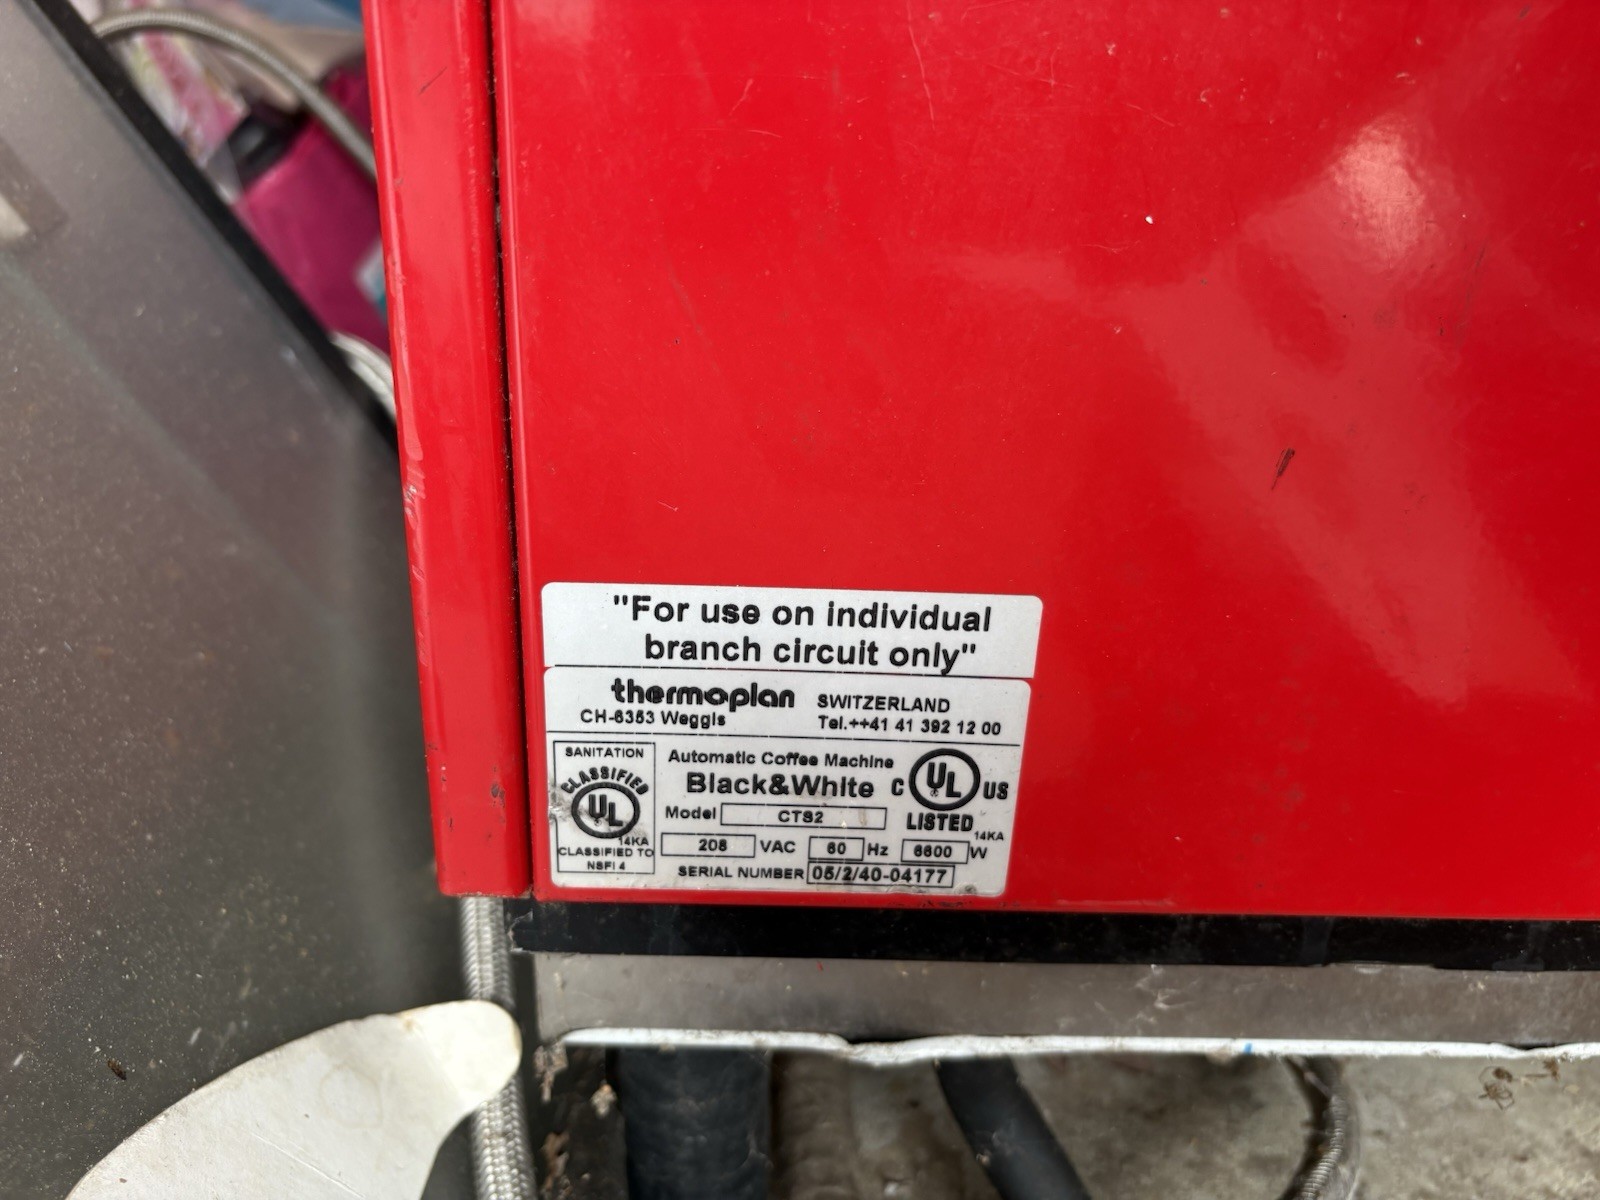 "For use on individual
branch circuit only"
thermoplan SWITZERLAND
CH-6353 Weggis Tel.++41 41 392 12 00
SANITATION
CLASSIFIED
UL
14KA
CLASSIFIED TO
NSFI 4
Automatic Coffee Machine
Black&White
C UL US
LISTED
14KA
Model CTS2
208 VAC 60 Hz 6600 W
SERIAL NUMBER 05/2/40-04177